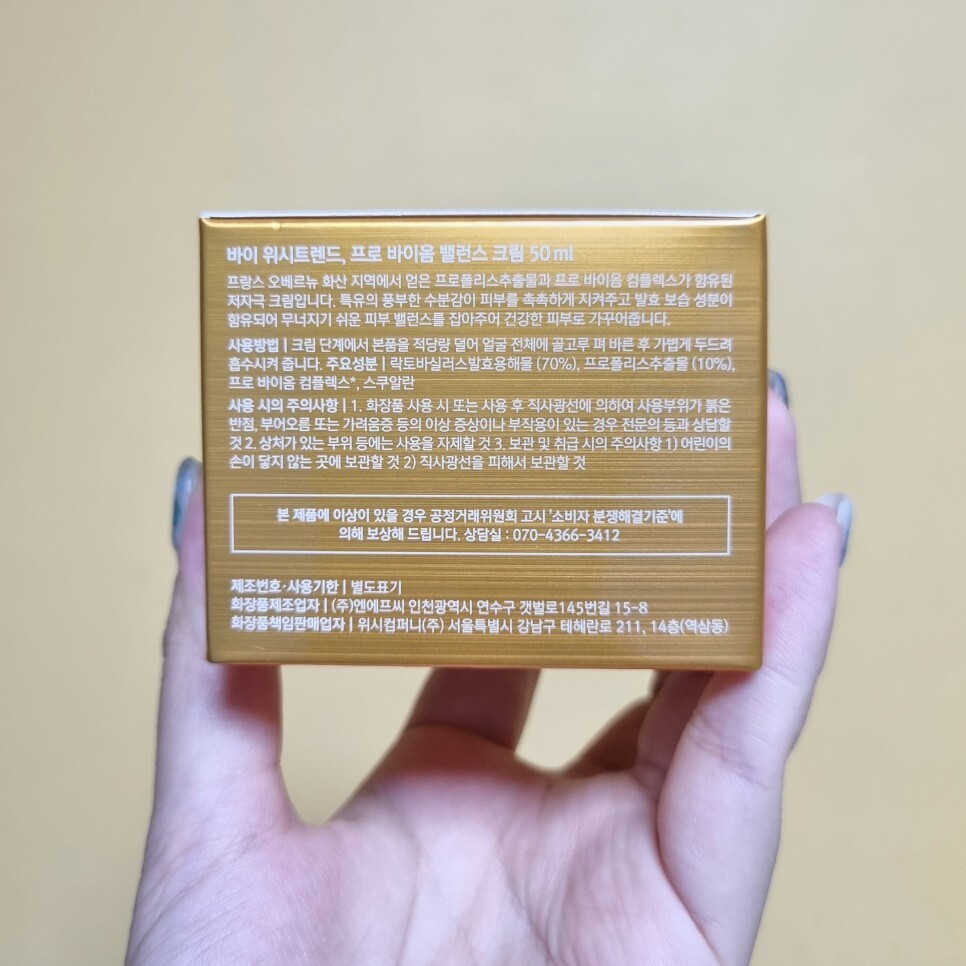 바이 위시트렌드, 프로 바이옴 밸런스 크림 50 ml
프랑스 오베르뉴 화산 지역에서 얻은 프로폴리스추출물과 프로 바이옴 컴플렉스가 함유된
저자극 크림입니다. 특유의 풍부한 수분감이 피부를 촉촉하게 지켜주고 발효 보습 성분이
함유되어 무너지기 쉬운 피부 밸런스를 잡아주어 건강한 피부로 가꾸어줍니다.
사용방법 | 크림 단계에서 본품을 적당량 덜어 얼굴 전체에 골고루 펴 바른 후 가볍게 두드려
흡수시켜 줍니다. 주요성분 | 락토바실러스발효용해물 (70%), 프로폴리스추출물 (10%),
프로 바이옴 컴플렉스*, 스쿠알란
사용 시의 주의사항 | 1. 화장품 사용 시 또는 사용 후 직사광선에 의하여 사용부위가 붉은
반점, 부어오름 또는 가려움증 등의 이상 증상이나 부작용이 있는 경우 전문의 등과 상담할
것 2. 상처가 있는 부위 등에는 사용을 자제할 것 3. 보관 및 취급 시의 주의사항 1) 어린이의
손이 닿지 않는 곳에 보관할 것 2) 직사광선을 피해서 보관할 것
본 제품에 이상이 있을 경우 공정거래위원회 고시 '소비자 분쟁해결기준'에
의해 보상해 드립니다. 상담실 : 070-4366-3412
제조번호·사용기한 | 별도표기
화장품제조업자 | (주)엔에프씨 인천광역시 연수구 갯벌로145번길 15-8
화장품책임판매업자 | 위시컴퍼니(주) 서울특별시 강남구 테헤란로 211, 14층(역삼동)